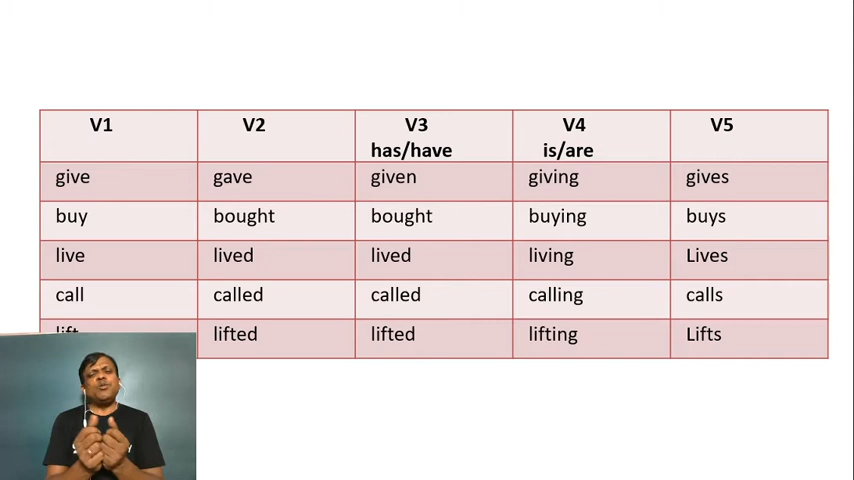 V1 V2 V3 V4 V5
has/have is/are
give gave given giving gives
buy bought bought buying buys
live lived lived living Lives
call called called calling calls
lift lifted lifted lifting Lifts